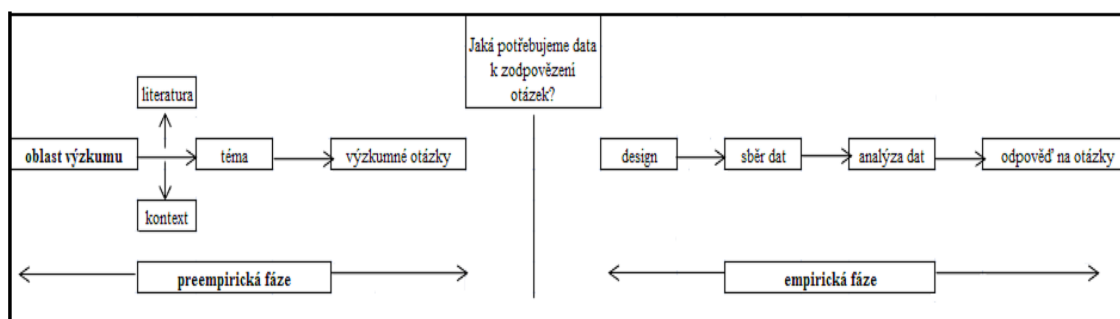 Jaká potřebujeme data
k zodpovězení
otázek?
literatura
oblast výzkumu
téma
výzkumné otázky
design
sběr dat
analýza dat
odpověď na otázky
kontext
preempirická fáze
empirická fáze